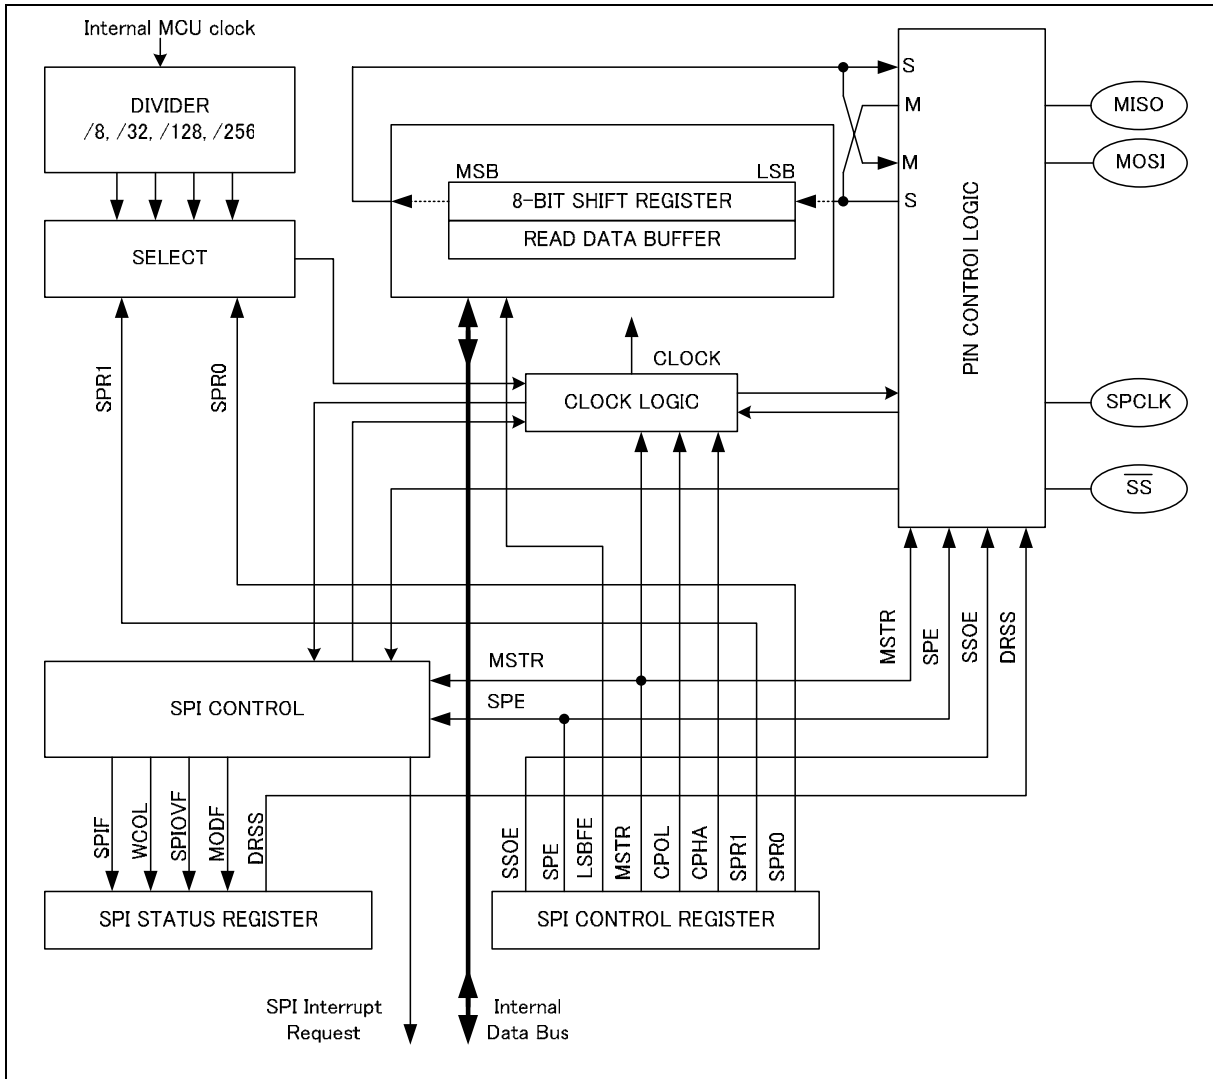 Internal MCU clock
DIVIDER
/8, /32, /128, /256
SELECT
SPR1
SPR0
MSB
LSB
8-BIT SHIFT REGISTER
READ DATA BUFFER
S
M
M
S
PIN CONTROl LOGIC
MISO
MOSI
SPCLK
SS
CLOCK
CLOCK LOGIC
MSTR
SPE
SSOE
DRSS
MSTR
SPE
SPI CONTROL
SPIF
WCOL
SPIOVF
MODF
DRSS
SSOE
SPE
LSBFE
MSTR
CPOL
CPHA
SPR1
SPR0
SPI STATUS REGISTER
SPI CONTROL REGISTER
SPI Interrupt
Request
Internal
Data Bus